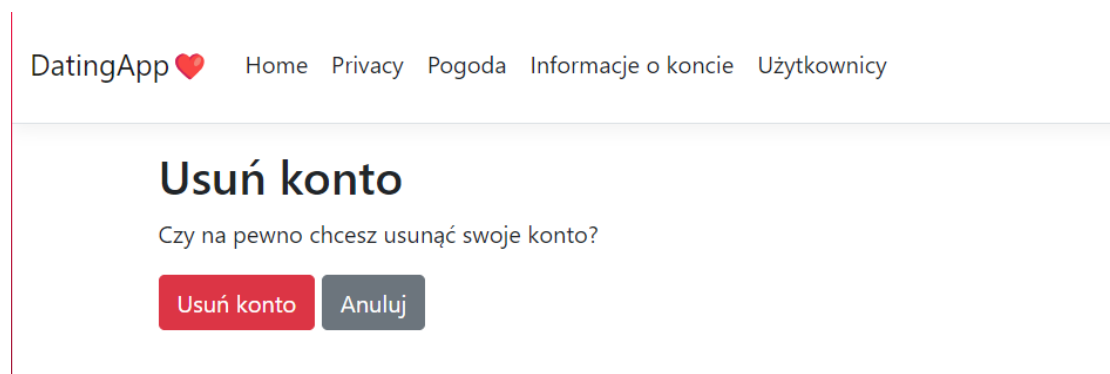 DatingApp❤️ Home Privacy Pogoda Informacje o koncie Użytkownicy
Usuń konto
Czy na pewno chcesz usunąć swoje konto?
Usuń konto Anuluj